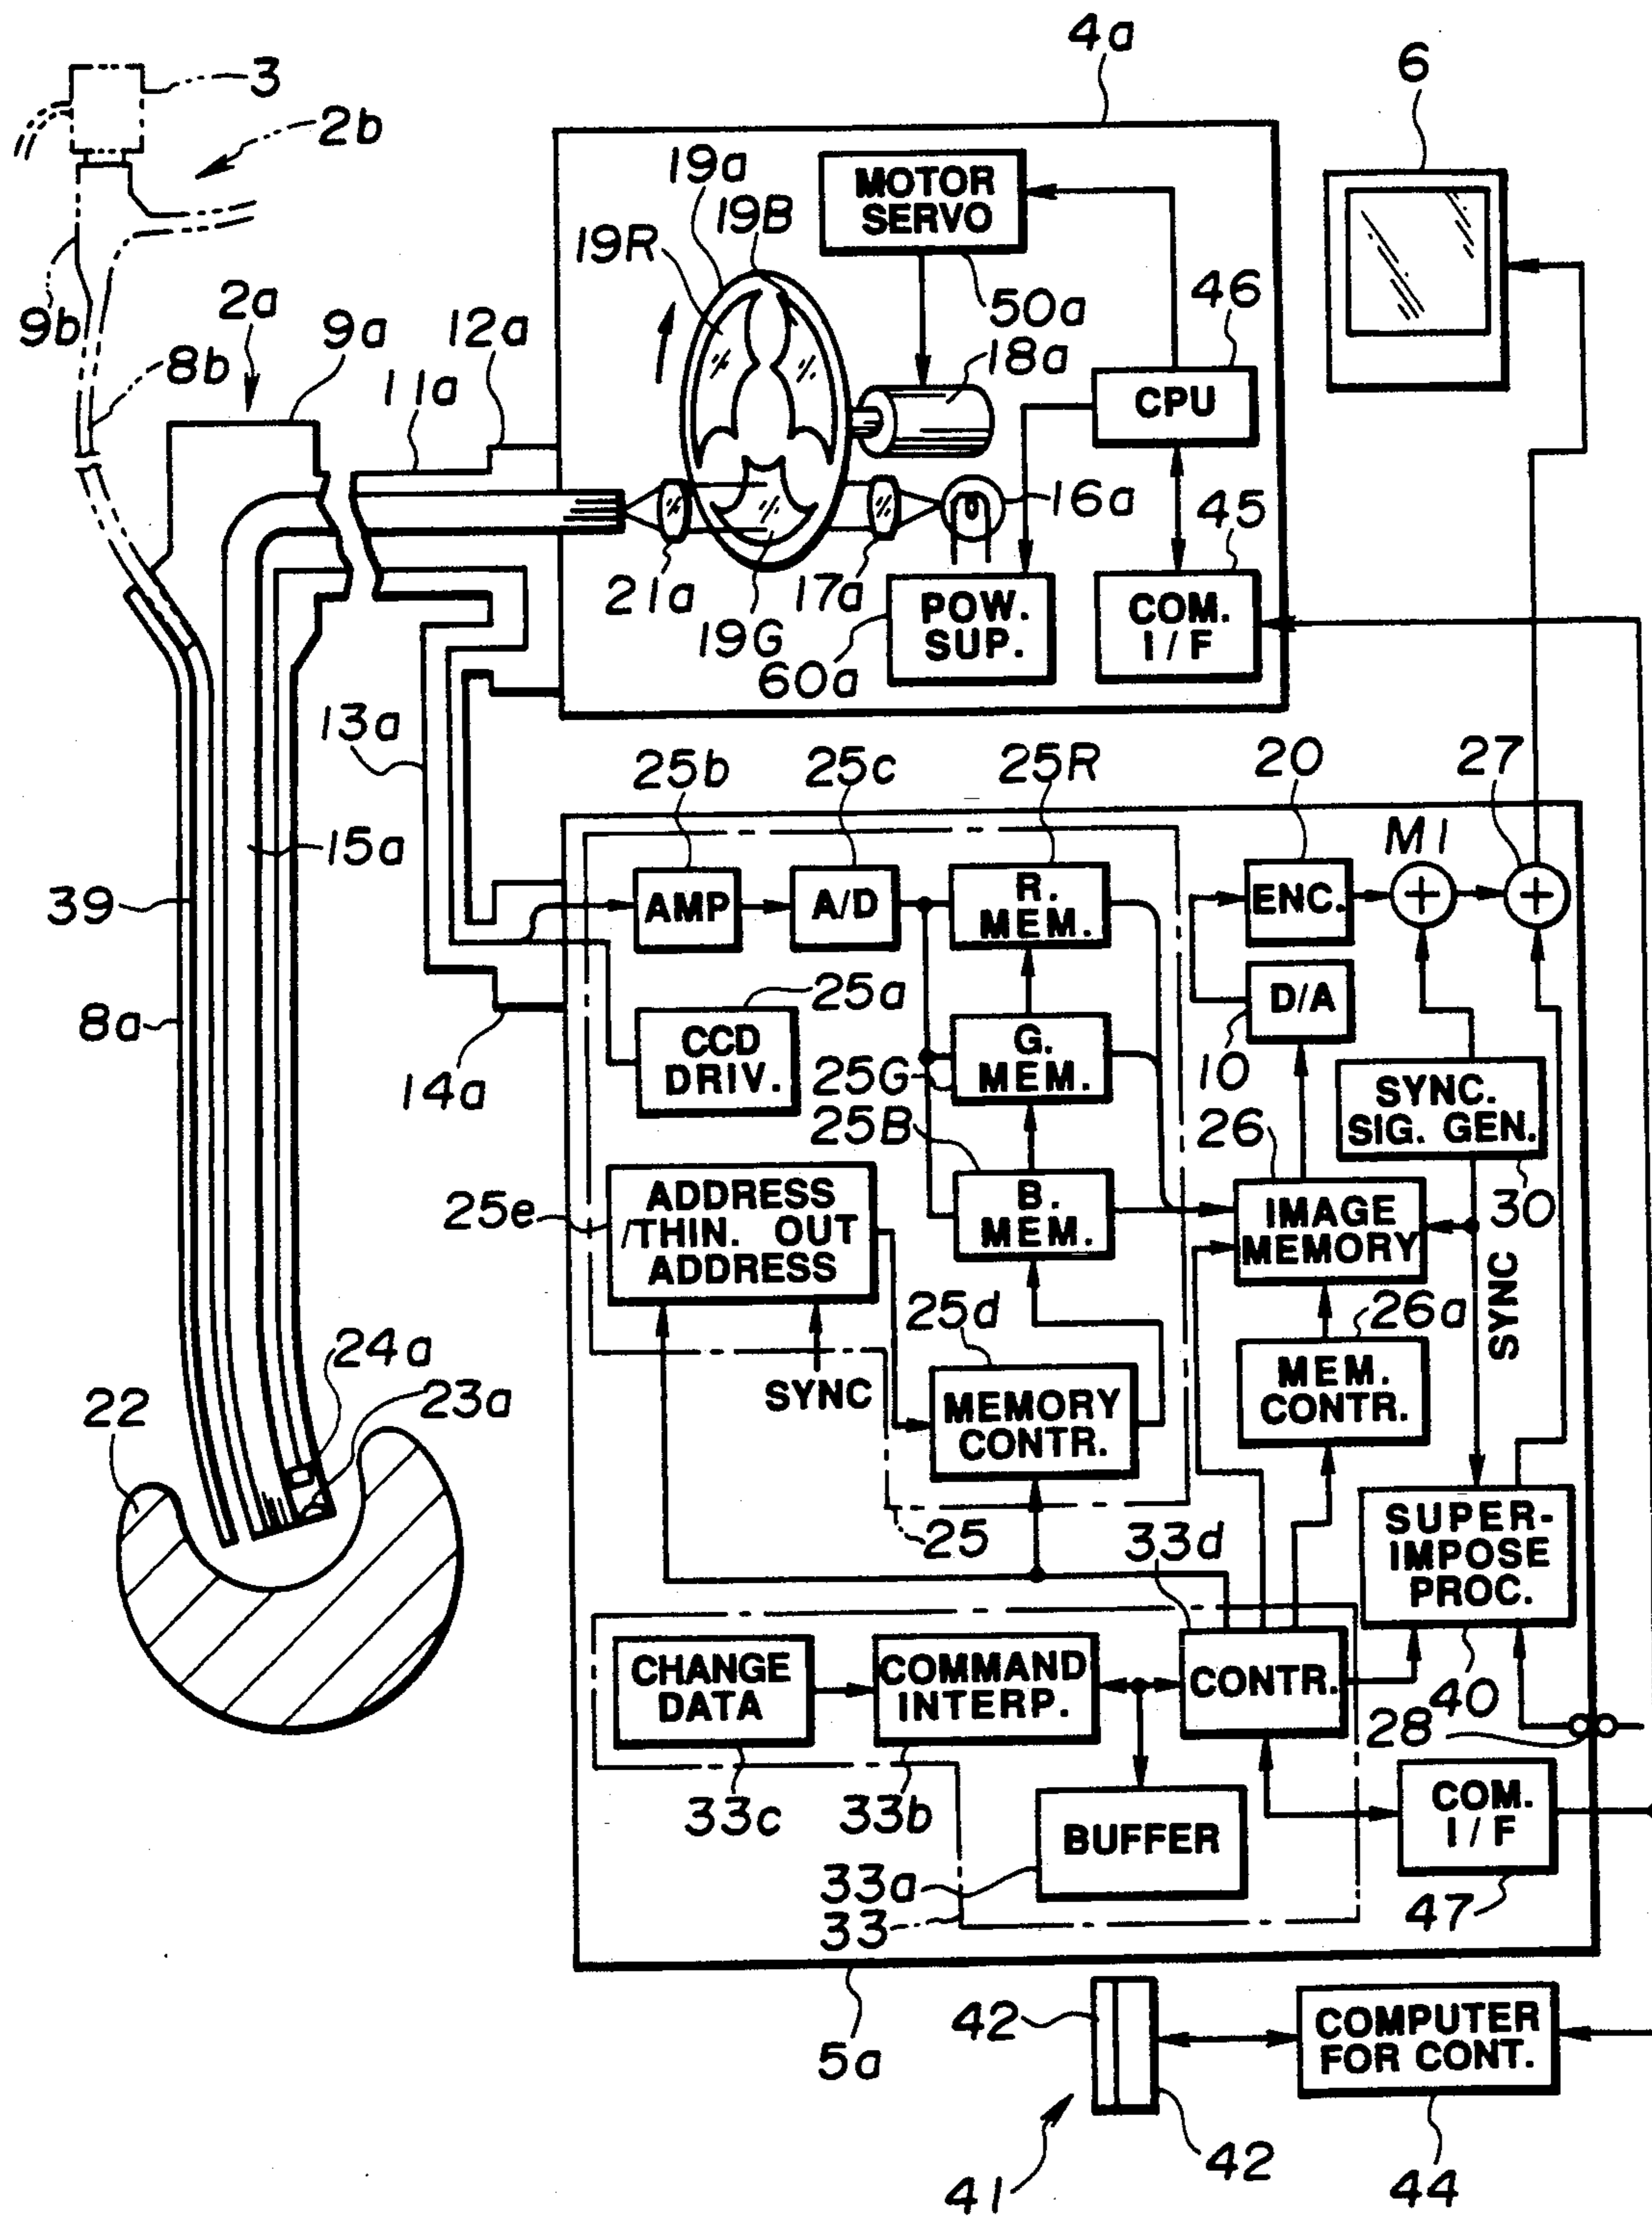 4a
6
3
2b
19a
19B
19R
MOTOR
SERVO
9b
2a
9a
12a
50a
46
8b
11a
18a
CPU
16a
45
21a
17a
19G
POW.
SUP.
COM.
I/F
60a
13a
25b
25c
25R
20
27
M1
15a
39
AMP
A/D
R.
MEM.
ENC.
8a
25a
D/A
CCD
DRIV.
14a
25G
G.
MEM.
10
25B
26
SYNC.
SIG. GEN.
25e
ADDRESS
/THIN. OUT
ADDRESS
B.
MEM.
IMAGE
MEMORY
30
SYNC
25d
26a
24a
23a
22
SYNC
MEMORY
CONTR.
MEM.
CONTR.
25
33d
SUPER-
IMPOSE
PROC.
CHANGE
DATA
COMMAND
INTERP.
CONTR.
40
28
33c
33b
BUFFER
COM.
I/F
33a
33
47
5a
42
COMPUTER
FOR CONT.
41
42
44